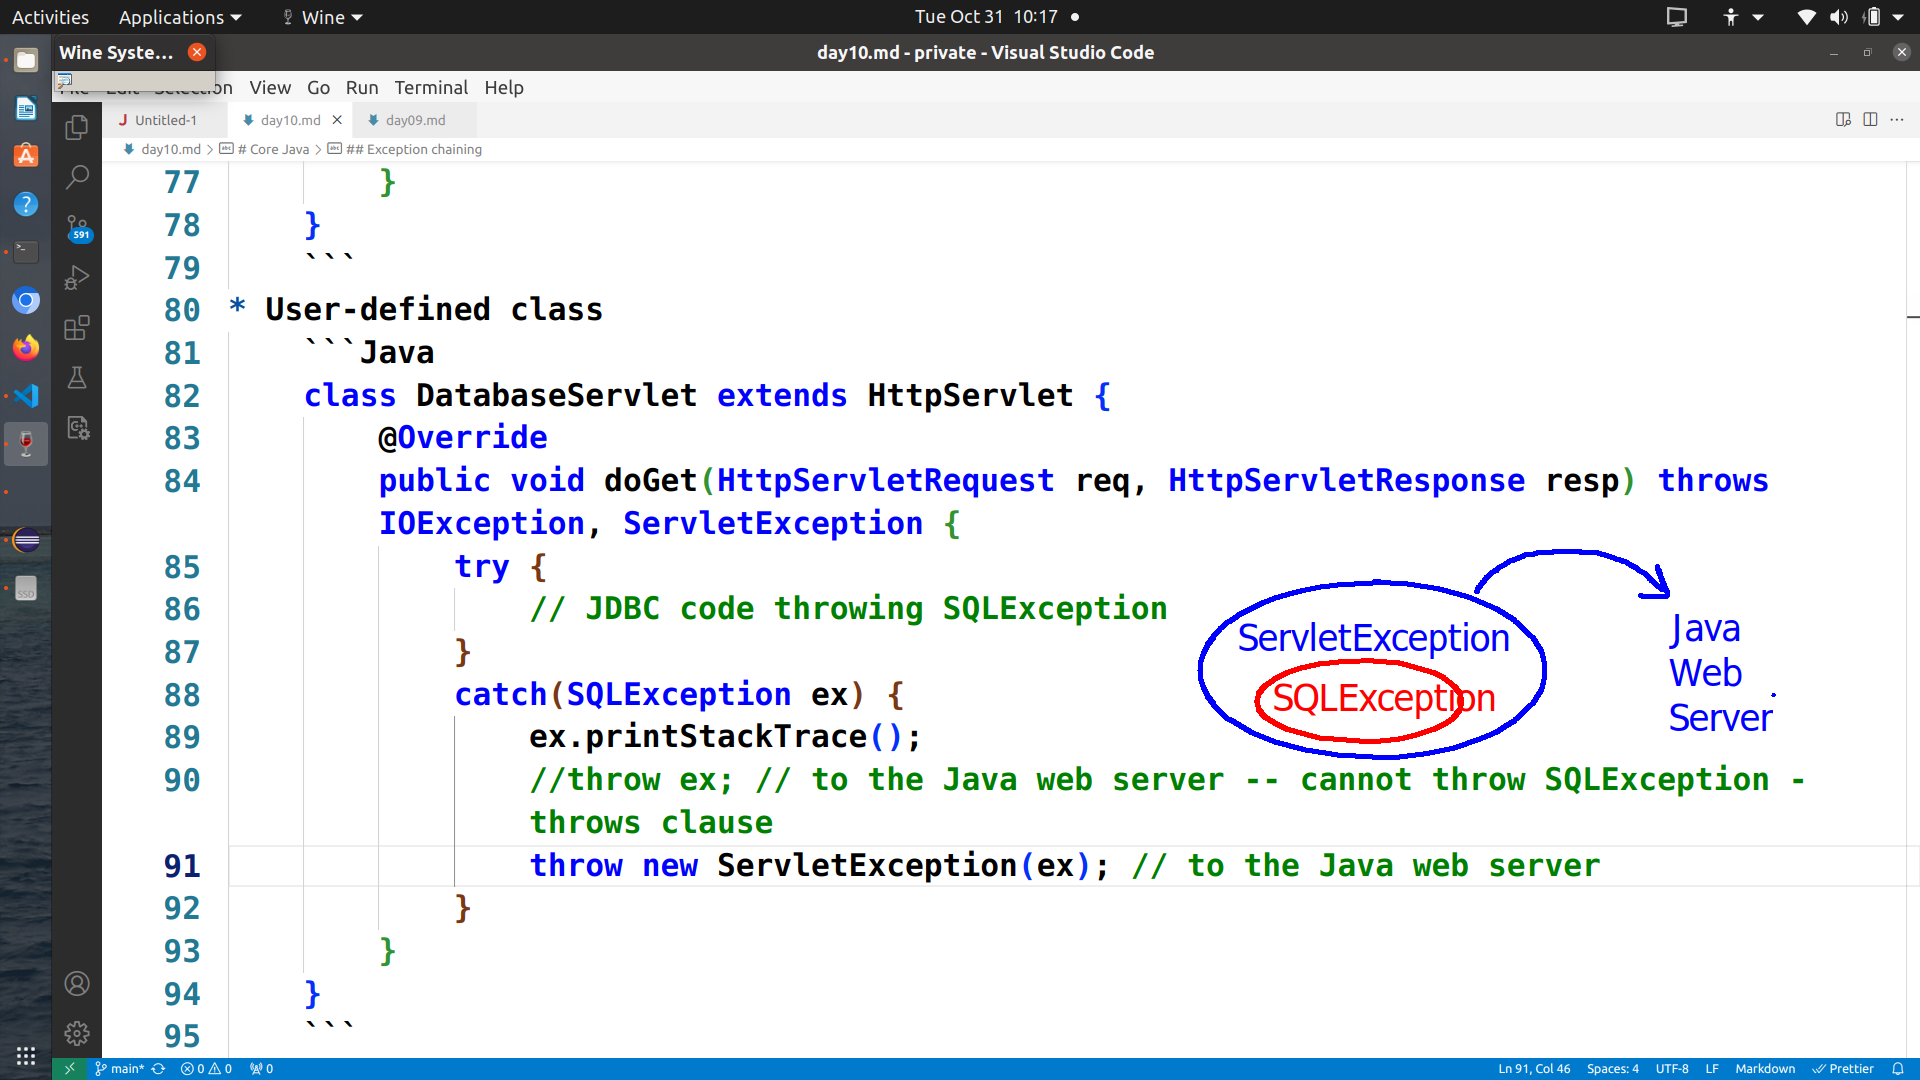 Activities Applications Wine Tue Oct 31 10:17
Wine Syste... day10.md - private - Visual Studio Code
Selection View Go Run Terminal Help
Untitled-1 day10.md day09.md
day10.md > # Core Java > ## Exception chaining
77 }
78 }
79 ```
80 * User-defined class
81 ```Java
82 class DatabaseServlet extends HttpServlet {
83 @Override
84 public void doGet(HttpServletRequest req, HttpServletResponse resp) throws
IOException, ServletException {
85 try {
86 // JDBC code throwing SQLException
87 }
88 catch(SQLException ex) {
89 ex.printStackTrace();
90 //throw ex; // to the Java web server -- cannot throw SQLException -
throws clause
91 throw new ServletException(ex); // to the Java web server
92 }
93 }
94 }
95 ```
ServletException
SQLException
Java
Web
Server
591
SSD
main* 0 0 0 Ln 91, Col 46 Spaces: 4 UTF-8 LF Markdown Prettier